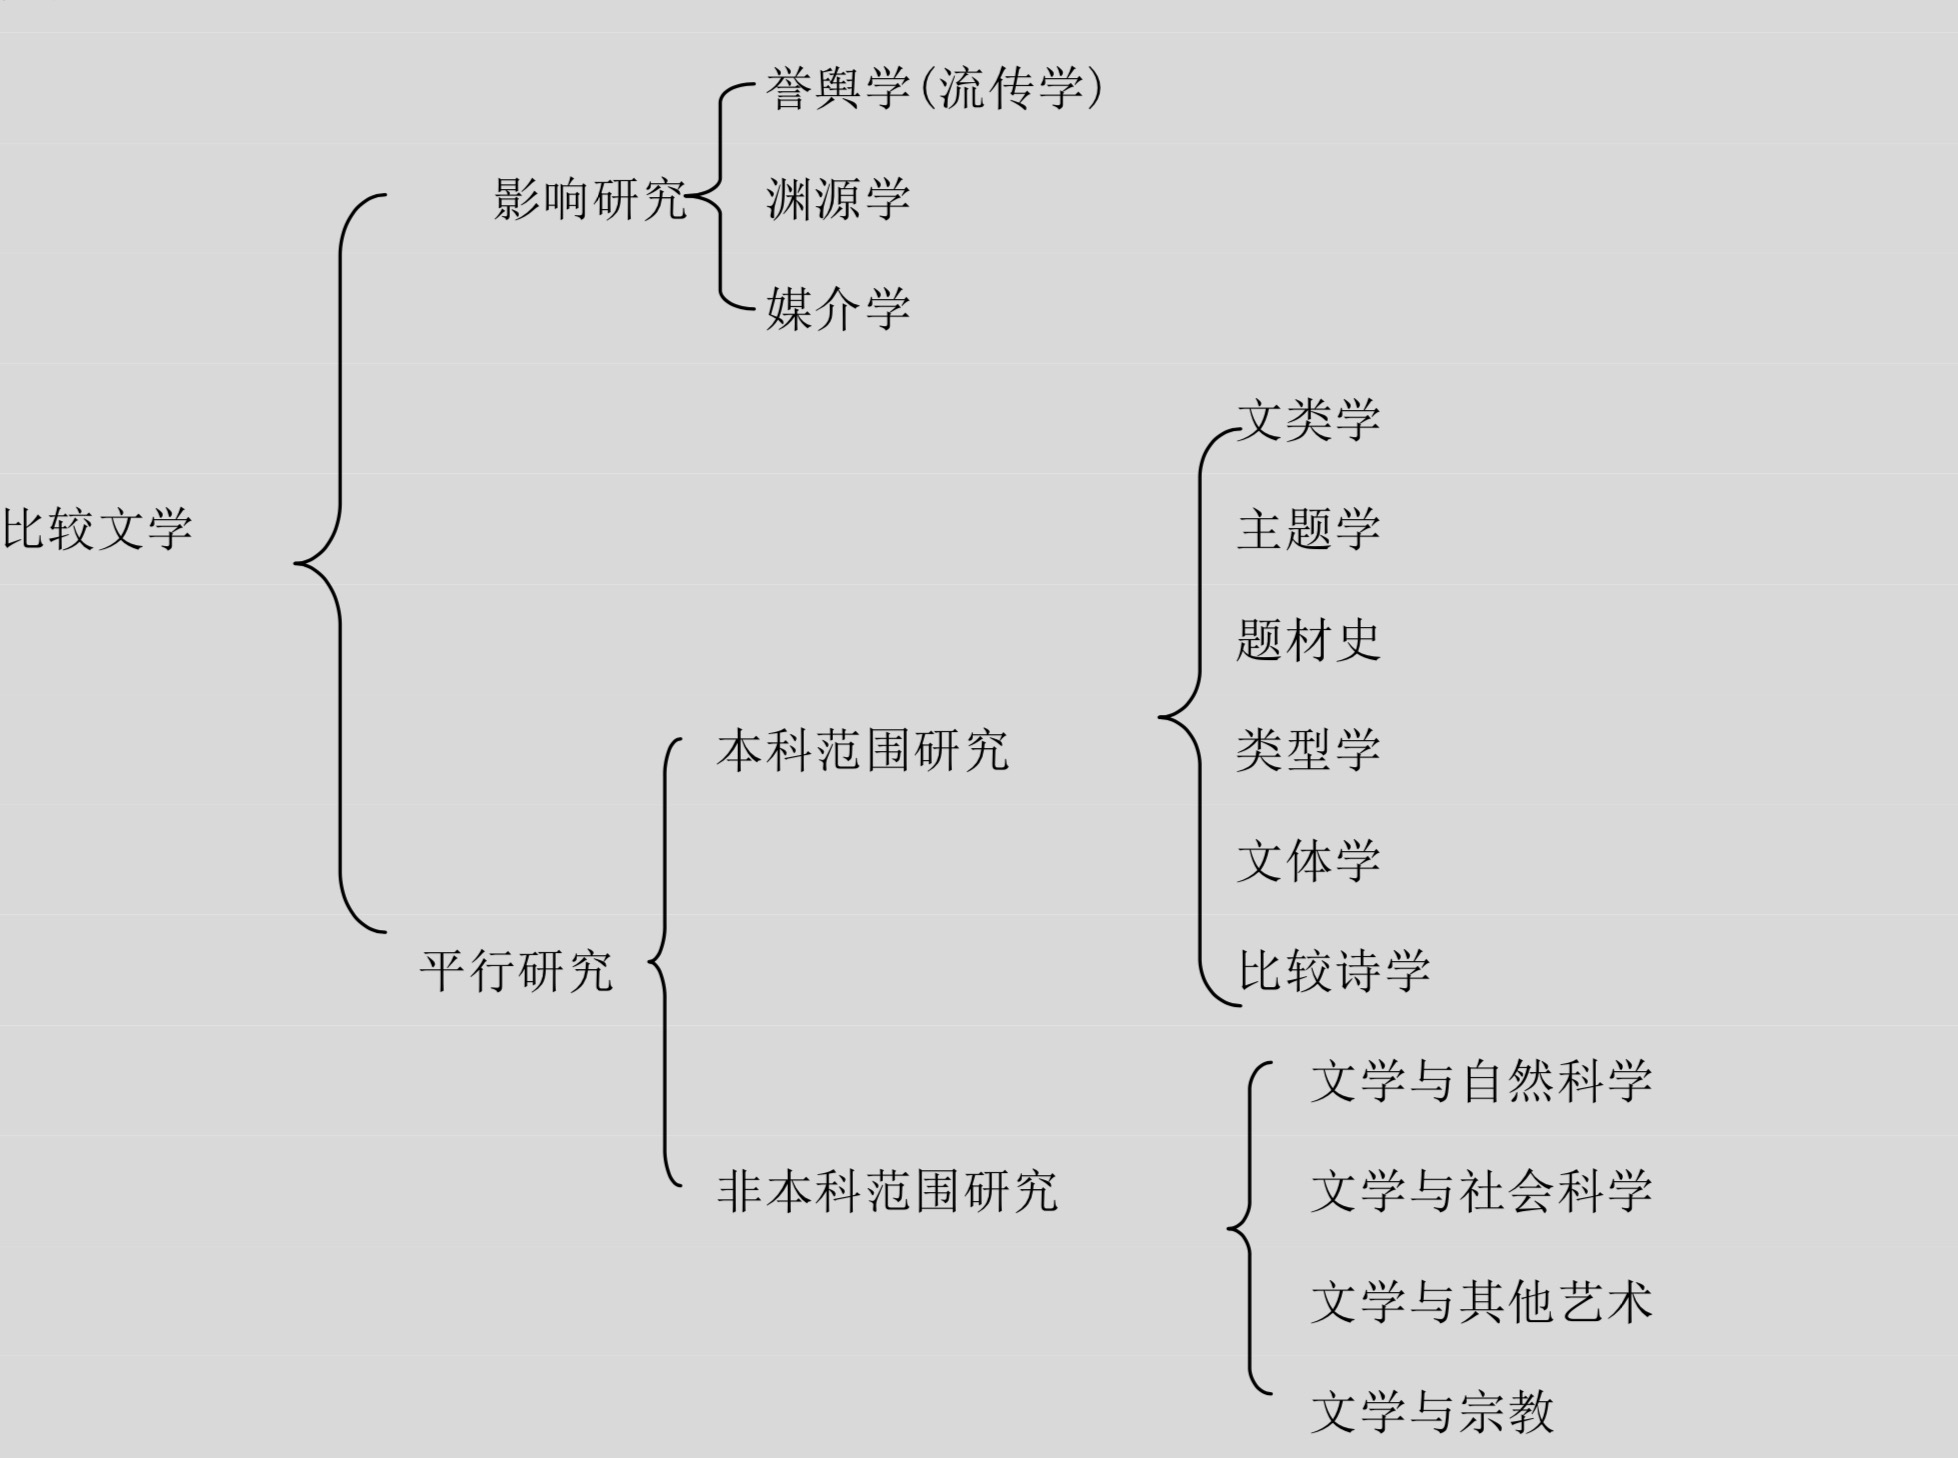 誉舆学(流传学)
影响研究 渊源学
媒介学
文类学
比较文学 主题学
题材史
本科范围研究 类型学
文体学
平行研究 比较诗学
文学与自然科学
非本科范围研究 文学与社会科学
文学与其他艺术
文学与宗教